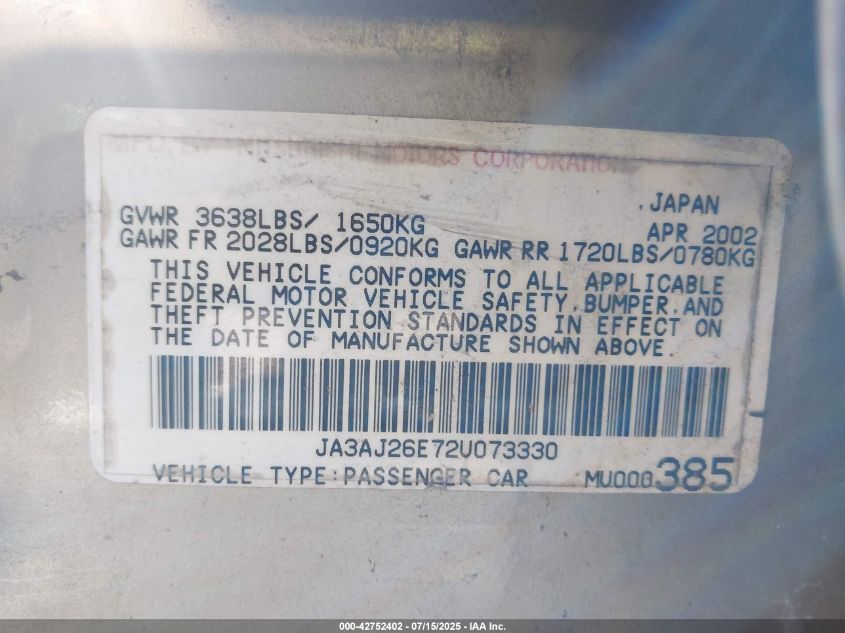 MFD. BY MITSUBISHI MOTORS CORPORATION
JAPAN
GVWR 3638LBS/ 1650KG APR 2002
GAWR FR 2028LBS/0920KG GAWR RR 1720LBS/0780KG
THIS VEHICLE CONFORMS TO ALL APPLICABLE
FEDERAL MOTOR VEHICLE SAFETY, BUMPER, AND
THEFT PREVENTION STANDARDS IN EFFECT ON
THE DATE OF MANUFACTURE SHOWN ABOVE.
JA3AJ26E72U073330
VEHICLE TYPE:PASSENGER CAR MU000385
000-42752402 - 07/15/2025 - IAA Inc.